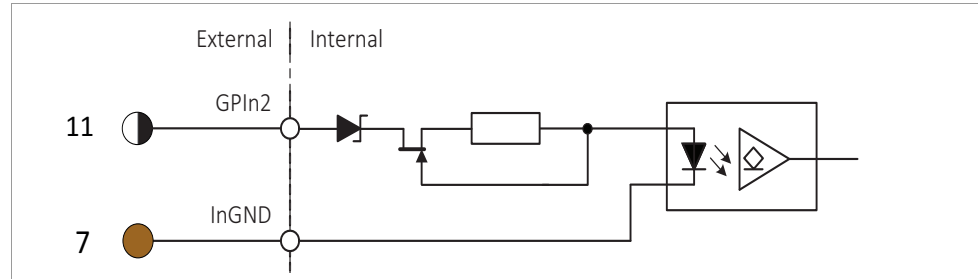 External Internal
GPIn2
11
InGND
7